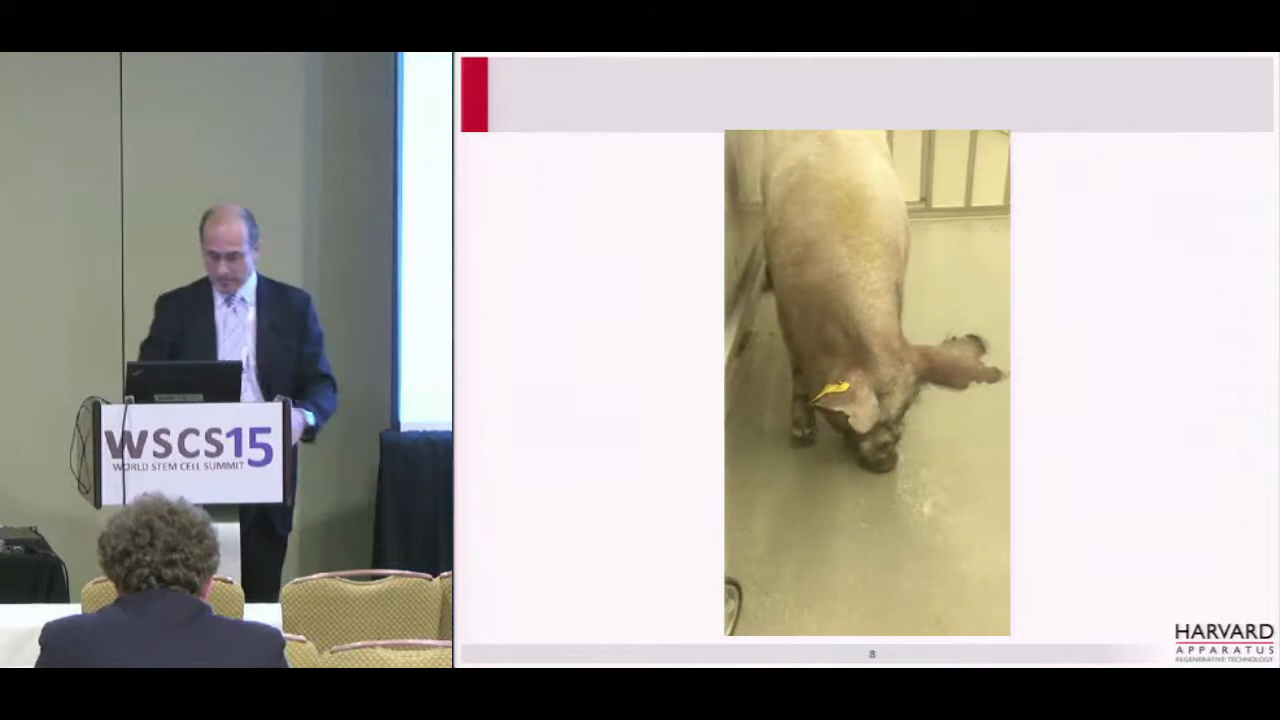 WSCS15
WORLD STEM CELL SUMMIT
8
HARVARD
APPARATUS
REGENERATIVE TECHNOLOGY